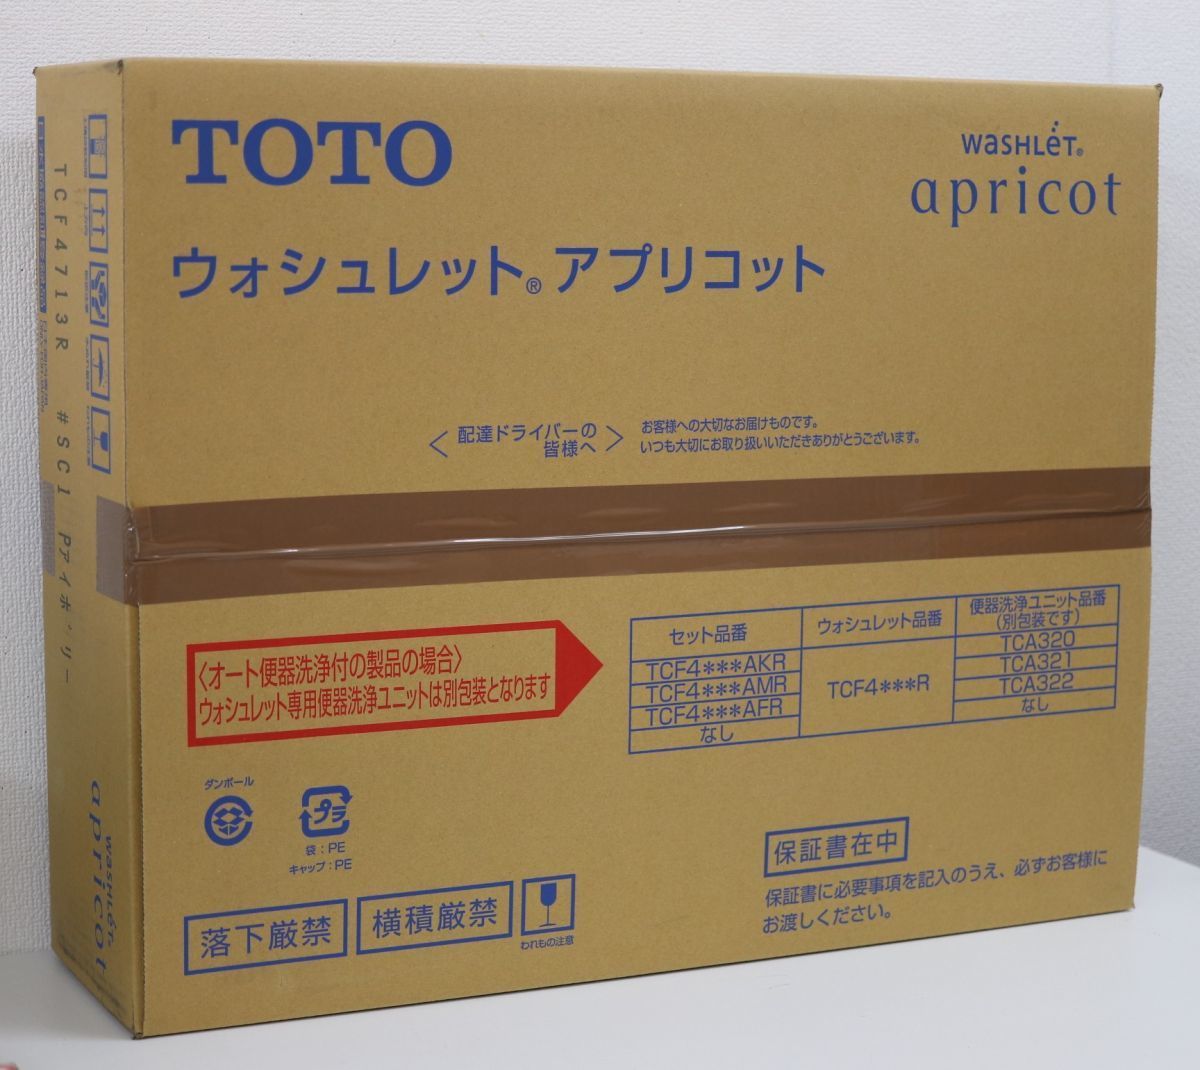 TOTO
WASHLET®
apricot
ウォシュレット®アプリコット
〈 配達ドライバーの
皆様へ 〉
お客様への大切なお届けものです。
いつも大切にお取り扱いいただきありがとうございます。
TCF4713R #SC1 Pアイボリー
〈オート便器洗浄付の製品の場合〉
ウォシュレット専用便器洗浄ユニットは別包装となります
セット品番 ウォシュレット品番 便器洗浄ユニット品番
(別包装です)
TCF4***AKR TCF4***R TCA320
TCF4***AMR TCA321
TCF4***AFR TCA322
なし なし
ダンボール
プラ
袋：PE
キャップ：PE
落下厳禁
横積厳禁
われもの注意
保証書在中
保証書に必要事項を記入のうえ、必ずお客様に
お渡しください。
WASHLET®
apricot